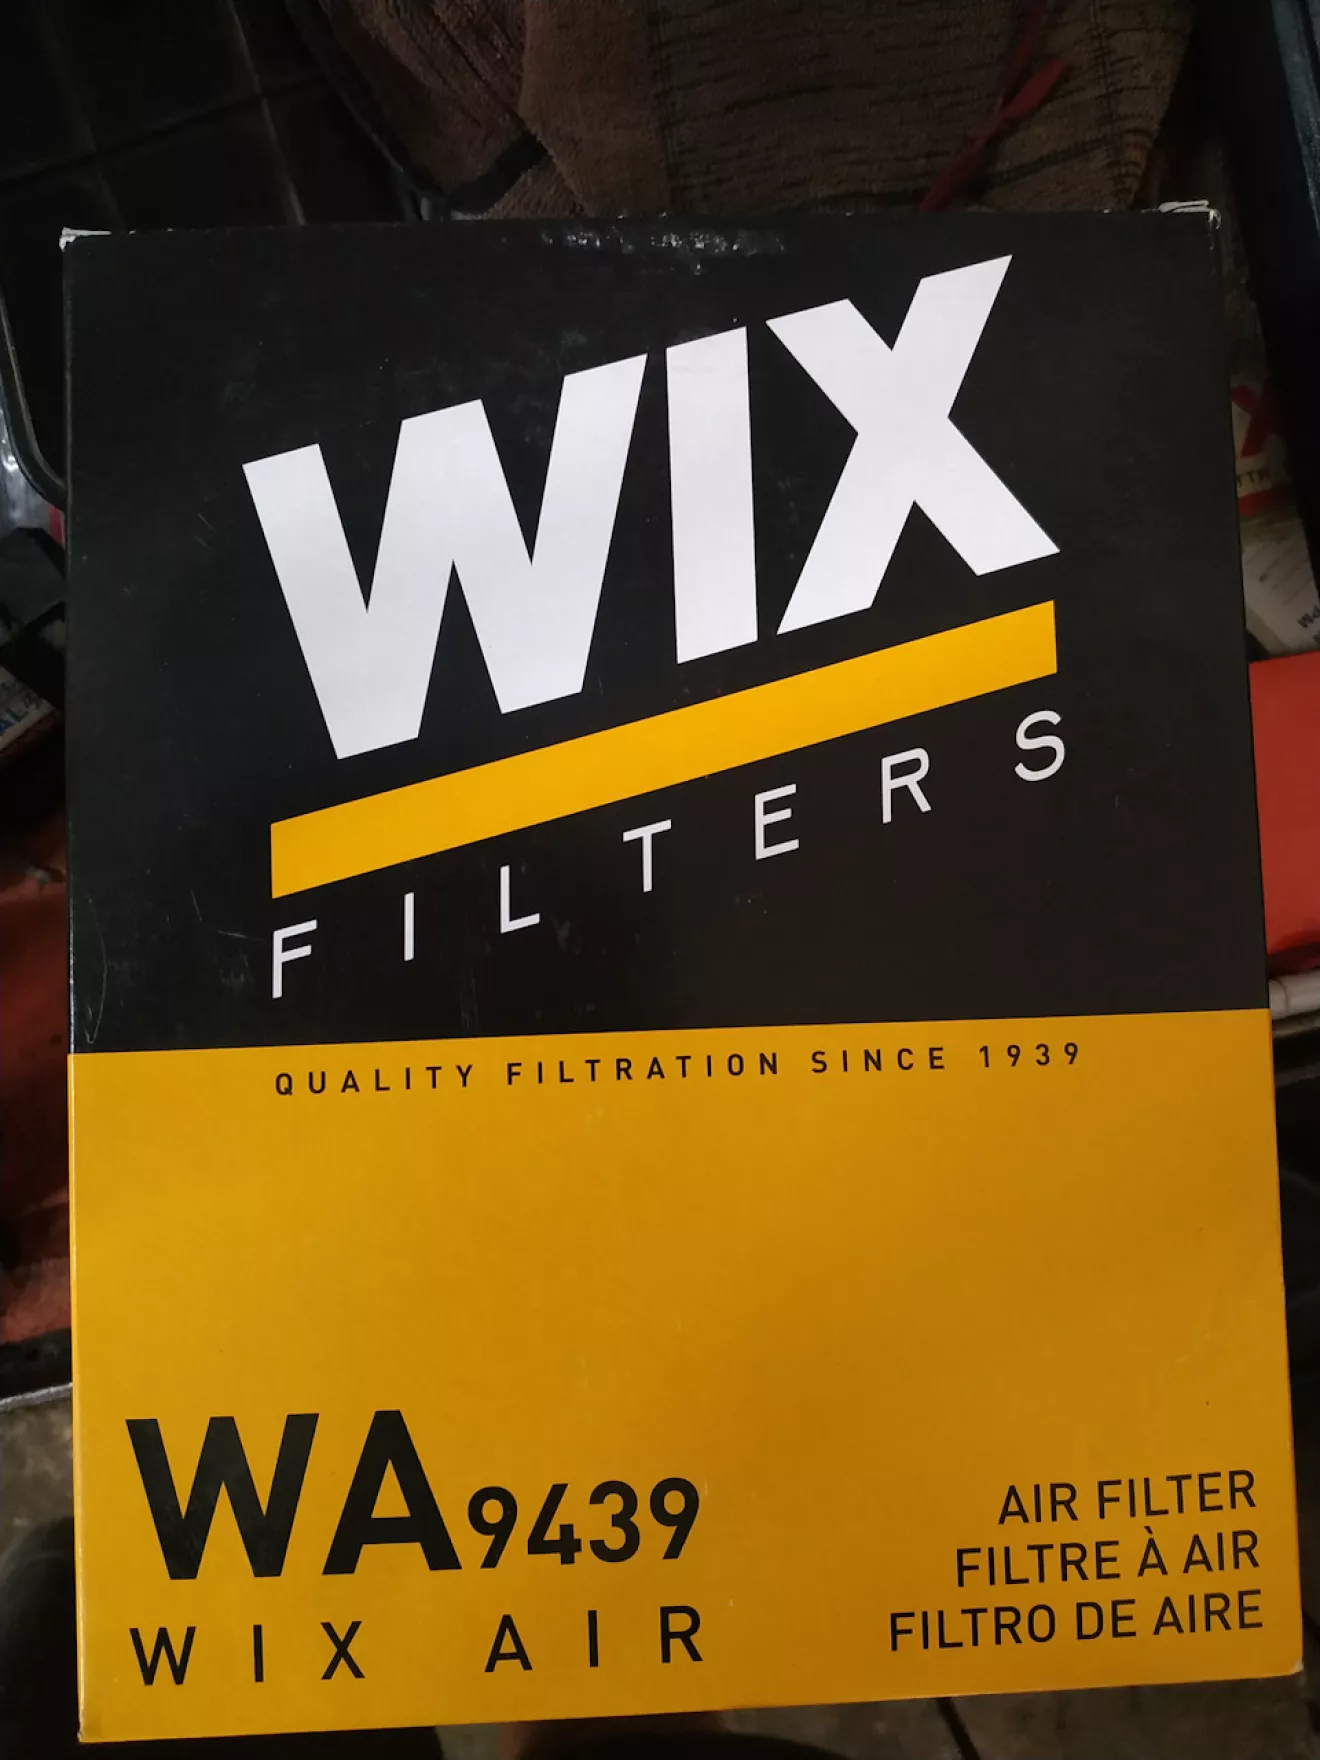 WIX
FILTERS
QUALITY FILTRATION SINCE 1939
WA9439
WIX AIR
AIR FILTER
FILTRE À AIR
FILTRO DE AIRE